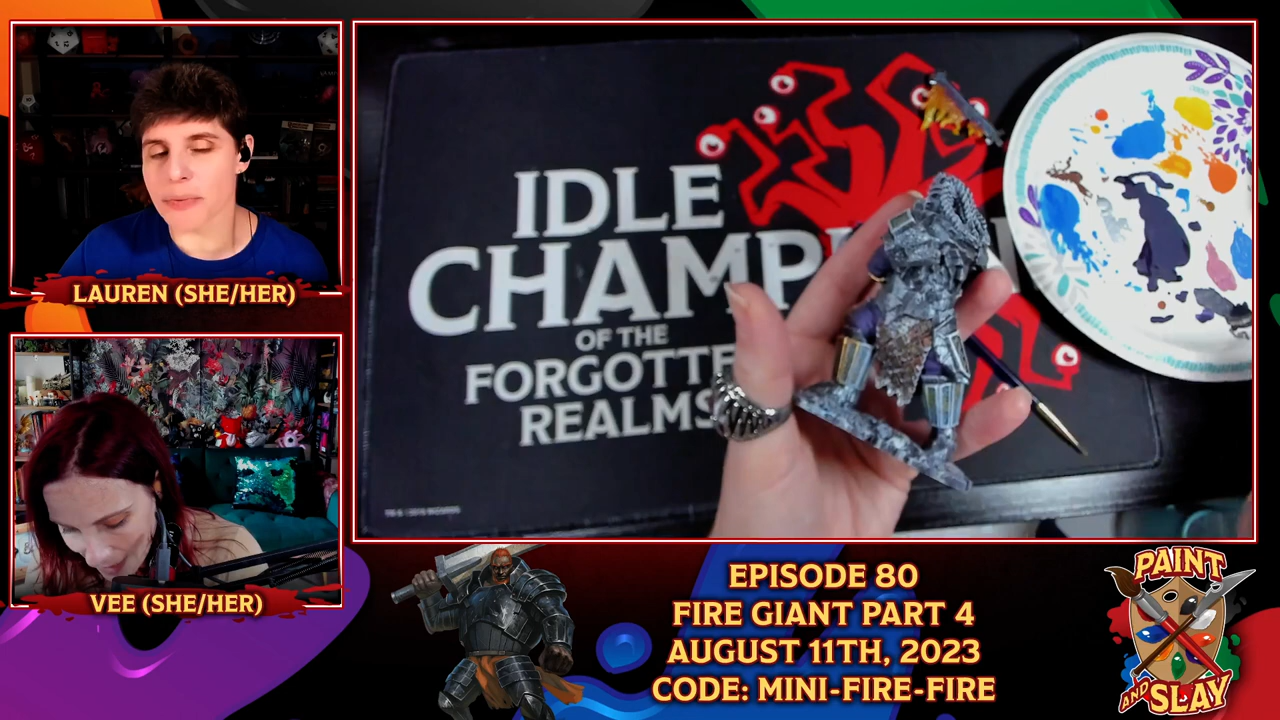 LAUREN (SHE/HER)
VEE (SHE/HER)
IDLE
CHAMP
OF THE
FORGOTTE
REALMS
EPISODE 80
FIRE GIANT PART 4
AUGUST 11TH, 2023
CODE: MINI-FIRE-FIRE
PAINT
AND SLAY